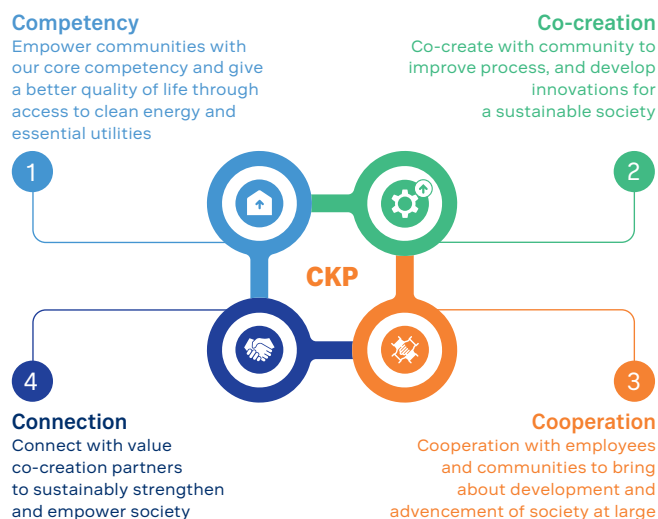 Competency
Empower communities with
our core competency and give
a better quality of life through
access to clean energy and
essential utilities
1
Co-creation
Co-create with community to
improve process, and develop
innovations for
a sustainable society
2
CKP
4
Connection
Connect with value
co-creation partners
to sustainably strengthen
and empower society
3
Cooperation
Cooperation with employees
and communities to bring
about development and
advencement of society at large